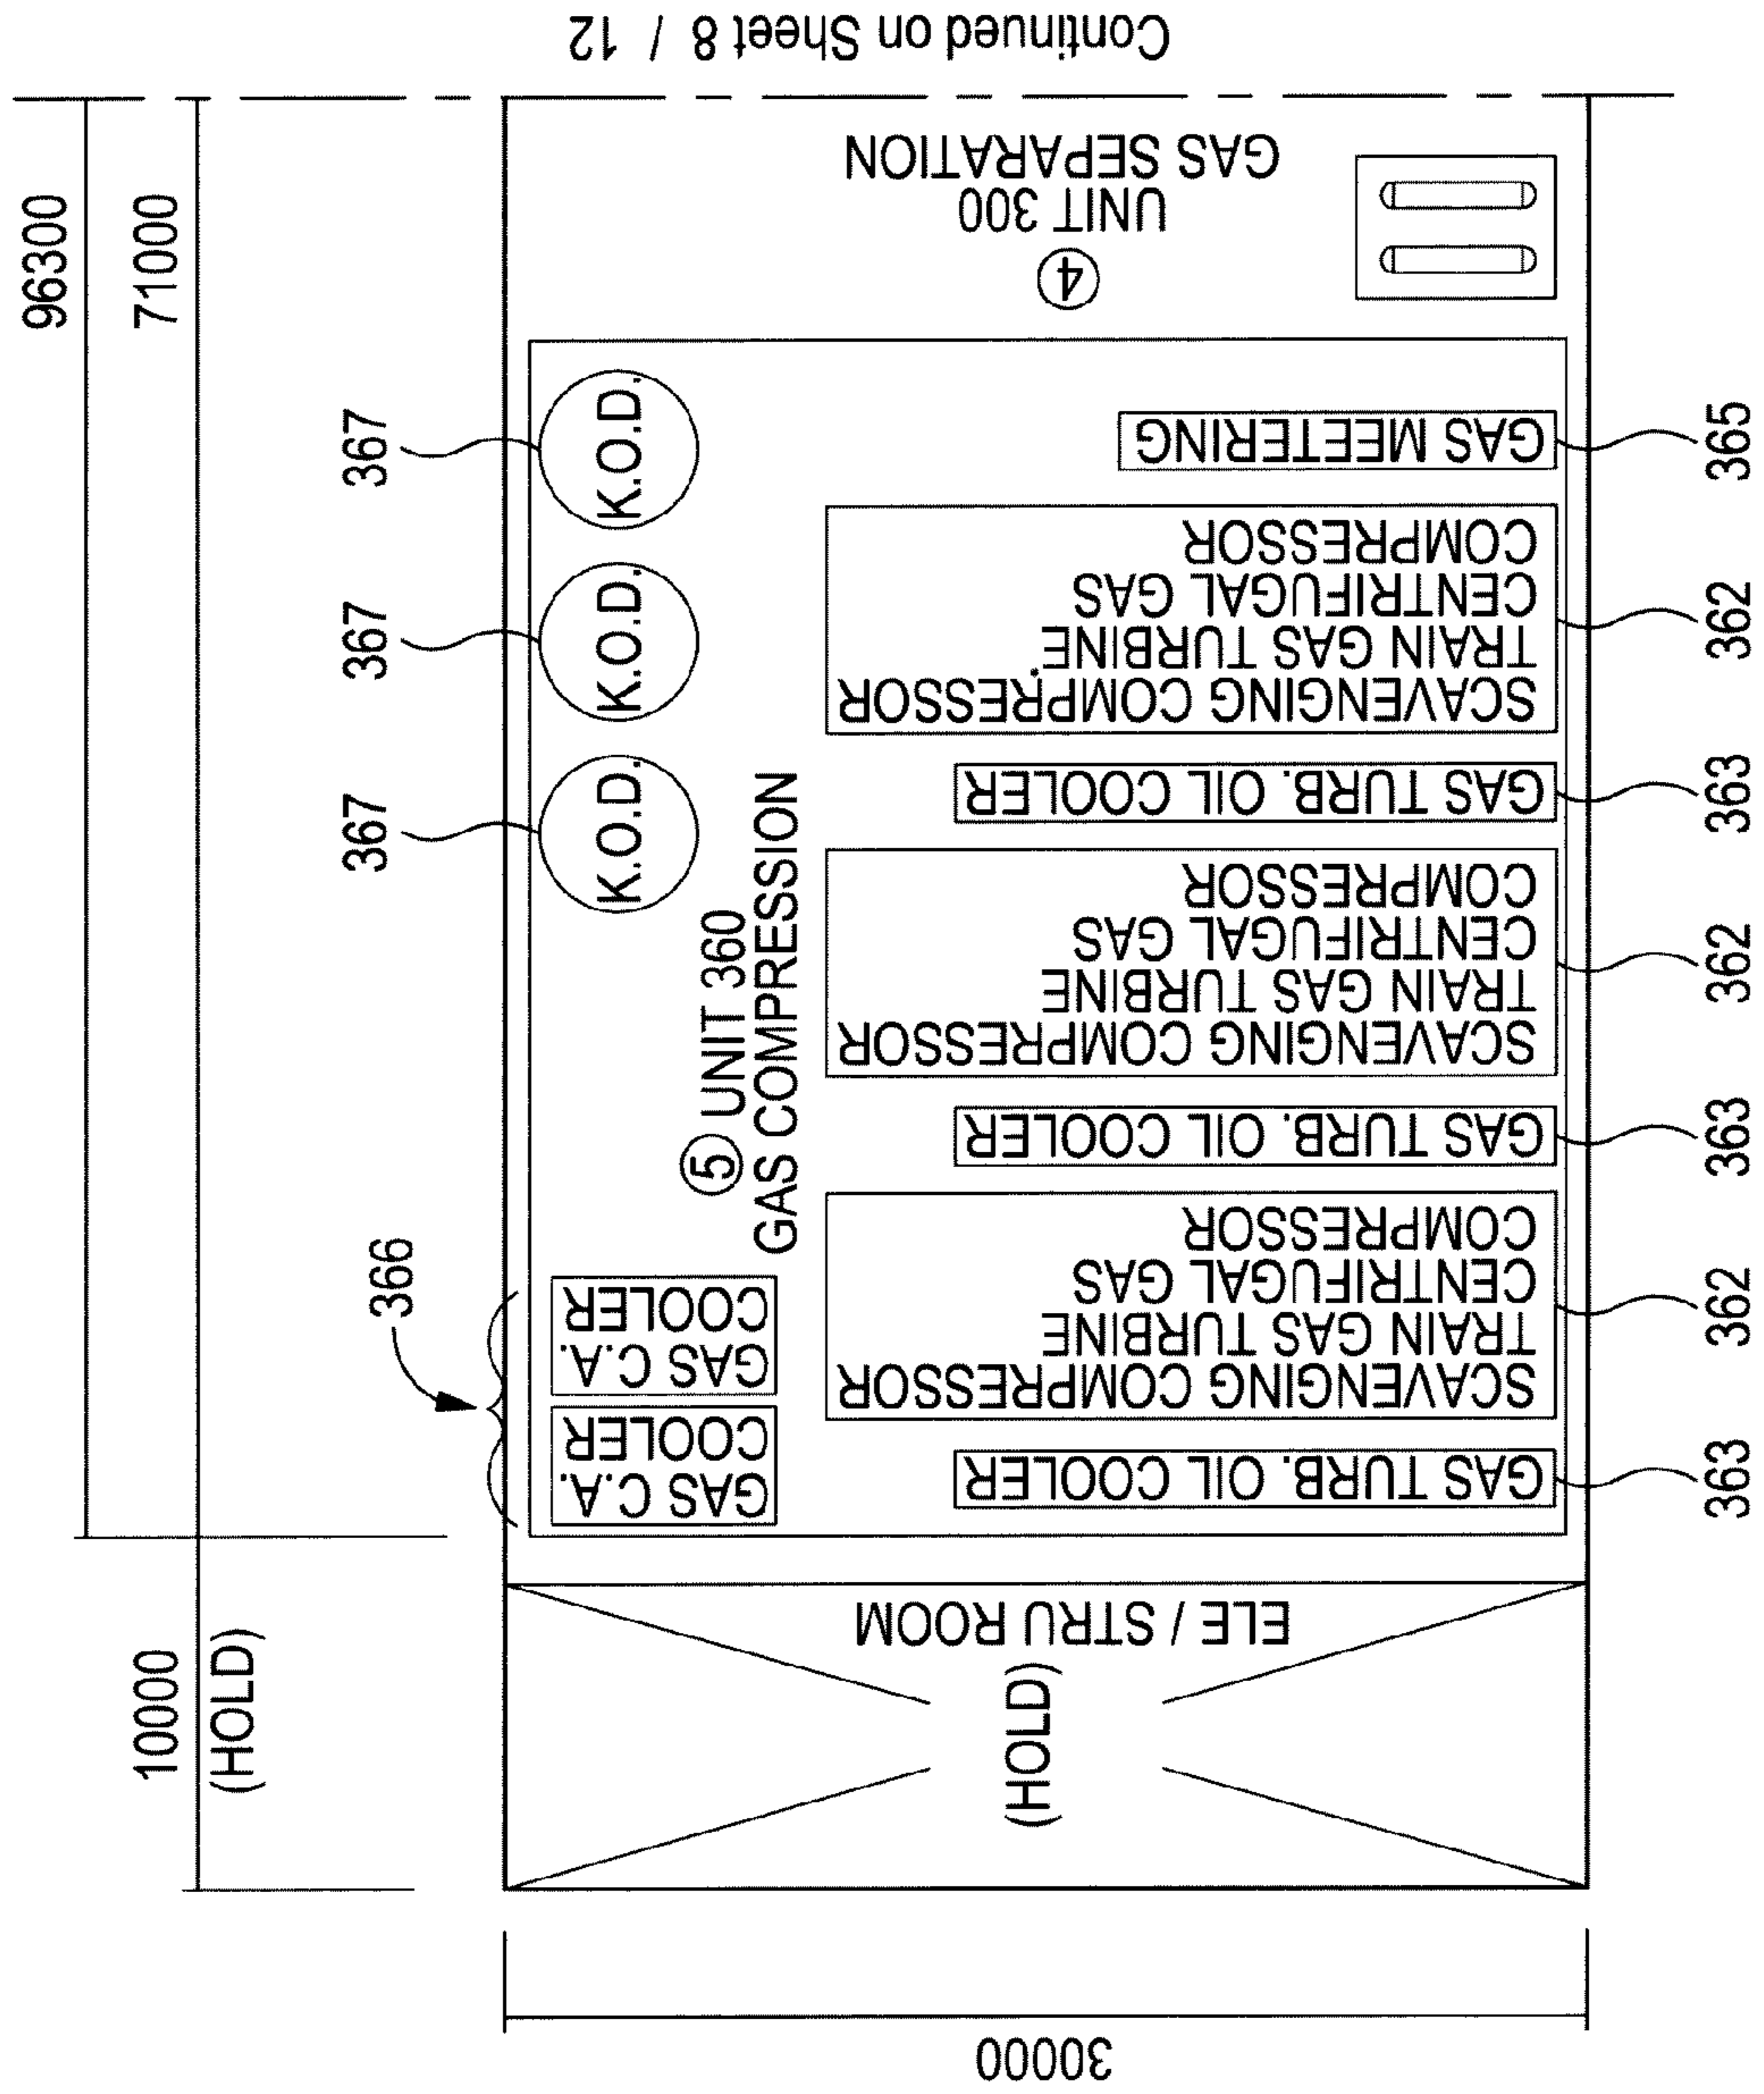 Continued on Sheet 8 / 12
96300
71000
UNIT 300
GAS SEPARATION
4
367
K.O.D.
367
K.O.D.
367
K.O.D.
GAS MEETERING
365
SCAVENGING COMPRESSOR
TRAIN GAS TURBINE
CENTRIFUGAL GAS
COMPRESSOR
362
GAS TURB. OIL COOLER
363
5 UNIT 360
GAS COMPRESSION
SCAVENGING COMPRESSOR
TRAIN GAS TURBINE
CENTRIFUGAL GAS
COMPRESSOR
362
GAS TURB. OIL COOLER
363
366
GAS C.A.
COOLER
GAS C.A.
COOLER
SCAVENGING COMPRESSOR
TRAIN GAS TURBINE
CENTRIFUGAL GAS
COMPRESSOR
362
GAS TURB. OIL COOLER
363
10000
(HOLD)
ELE / STRU ROOM
(HOLD)
30000